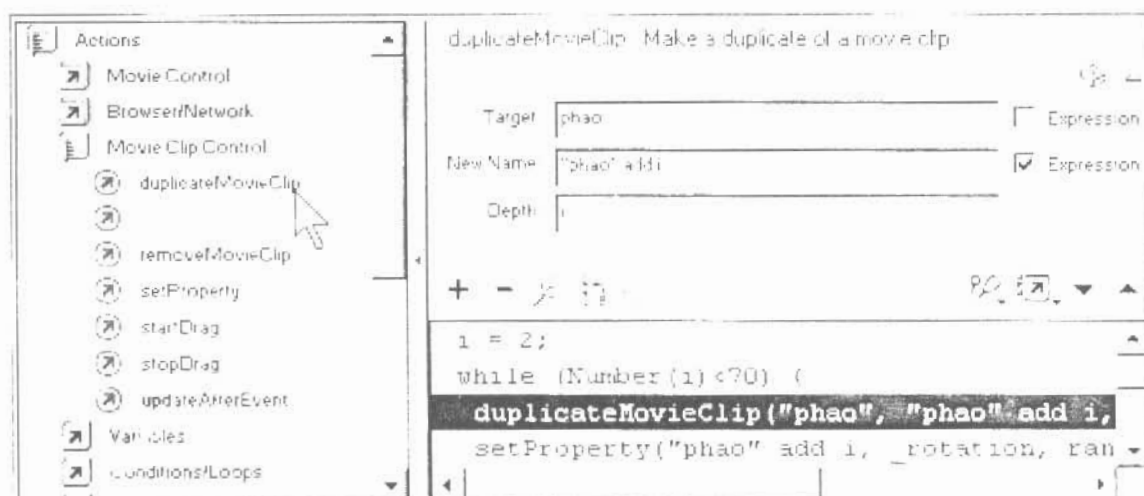 Actions
Movie Control
Browser/Network
Movie Clip Control
duplicateMovieClip
removeMovieClip
setProperty
startDrag
stopDrag
updateAfterEvent
Variables
Conditions/Loops
duplicateMovieClip Make a duplicate of a movie clip
Target phao Expression
New Name "phao" add i Expression
Depth i
i = 2;
while (Number(i)<70) {
duplicateMovieClip("phao", "phao" add i,
setProperty("phao" add i, _rotation, ran